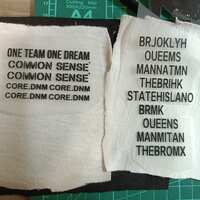 ONE TEAM ONE DREAM
COMMON SENSE
COMMON SENSE
CORE.DNM CORE.DNM
CORE.DNM CORE.DNM
BRJOKLYH
OUEEMS
MANNATMN
THEBRIHK
STATEHISLANO
BRMK
OUEENS
MANMITAN
THEBROMX